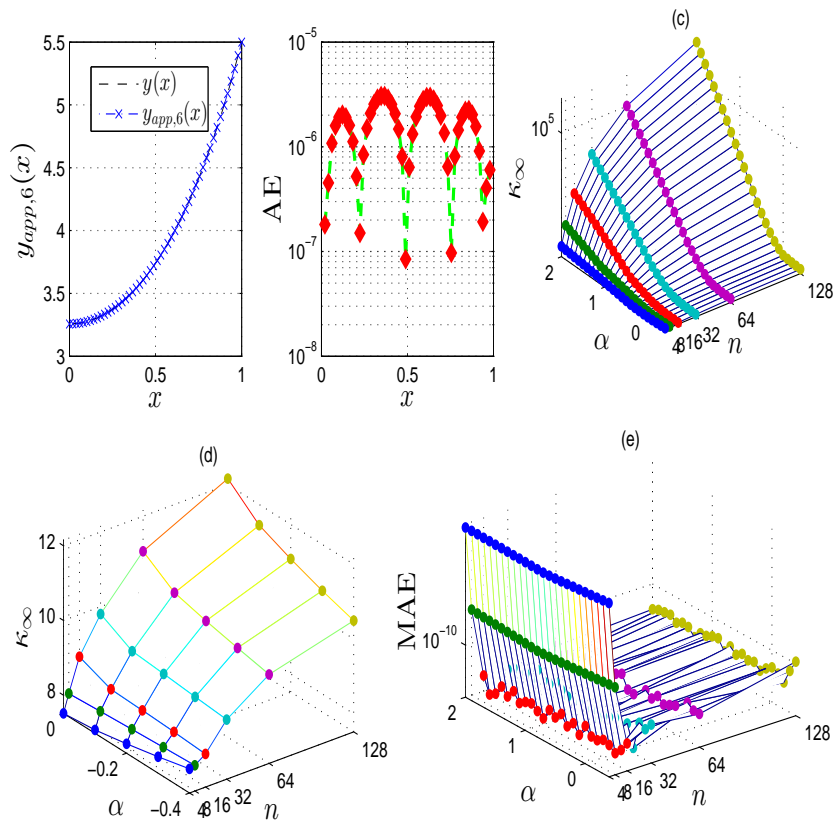 5.5
5
4.5
4
3.5
3
0
0.5
1
x
y_{app,6}(x)
y(x)
y_{app,6}(x)
10^{-5}
10^{-6}
10^{-7}
10^{-8}
0
0.5
1
x
AE
(c)
10^5
κ_∞
2
1
0
α
4 8 16 32 64 128
n
(d)
12
10
8
κ_∞
0
−0.2
−0.4
α
4 8 16 32 64 128
n
(e)
10^{-10}
MAE
2
1
0
α
4 8 16 32 64 128
n